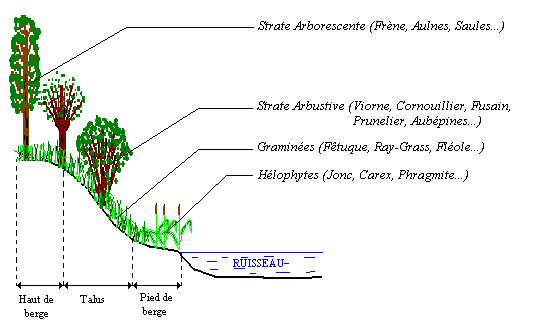 Strate Arborescente (Frêne, Aulnes, Saules...)
Strate Arbustive (Viorne, Cornouillier, Fusain,
Prunelier, Aubépines...)
Graminées (Fétuque, Ray-Grass, Fléole...)
Hélophytes (Jonc, Carex, Phragmite...)
RUISSEAU
Haut de
berge
Talus
Pied de
berge